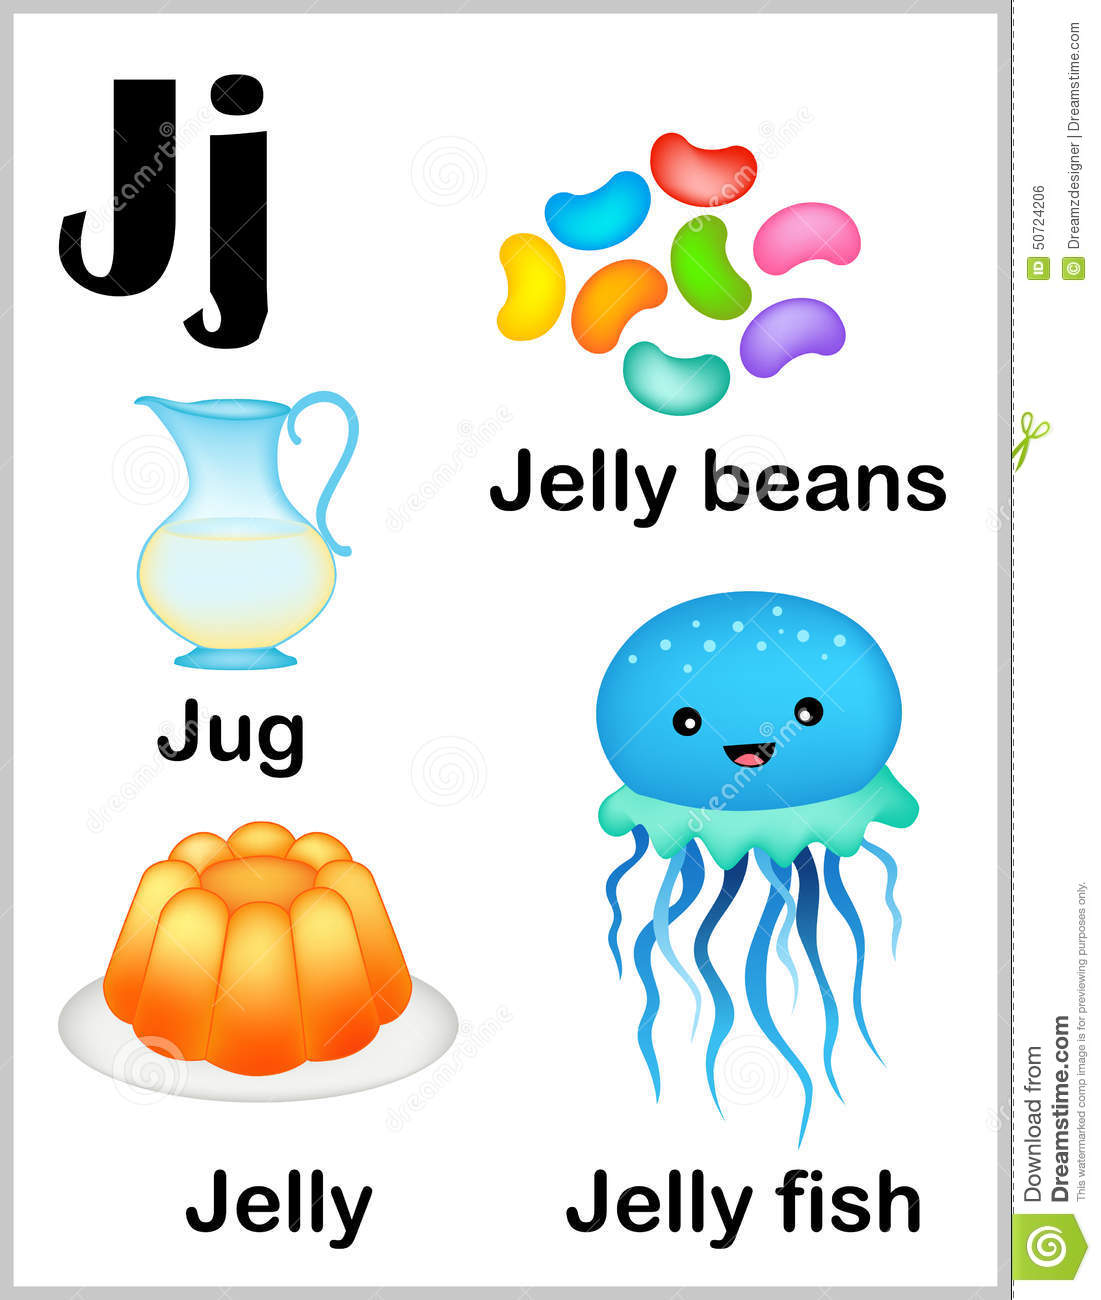 Jj
Jelly beans
Jug
Jelly
Jelly fish
ID 50724206
© Dreamzdesigner | Dreamstime.com
Download from
Dreamstime.com
This watermarked comp image is for previewing purposes only.
dreamstime